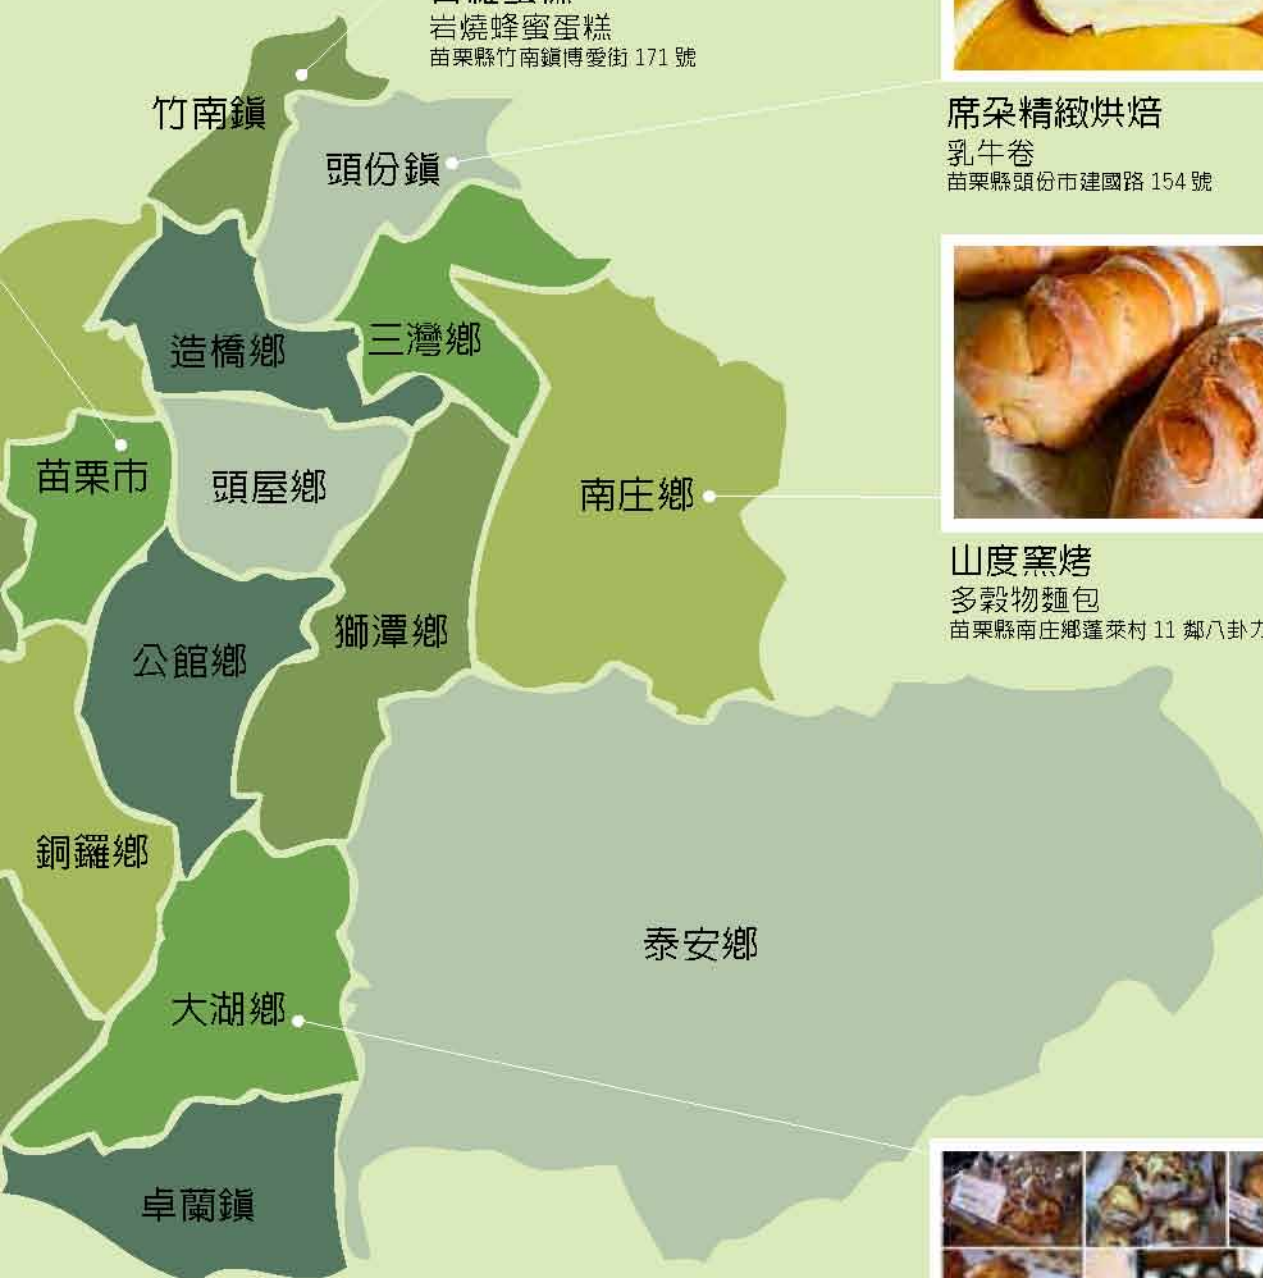 岩燒蜂蜜蛋糕
苗栗縣竹南鎮博愛街 171 號
竹南鎮
頭份鎮
席朵精緻烘焙
乳牛卷
苗栗縣頭份市建國路 154 號
造橋鄉
三灣鄉
苗栗市
頭屋鄉
南庄鄉
山度窯烤
多穀物麵包
苗栗縣南庄鄉蓬萊村 11 鄰八卦力
公館鄉
獅潭鄉
銅鑼鄉
泰安鄉
大湖鄉
卓蘭鎮